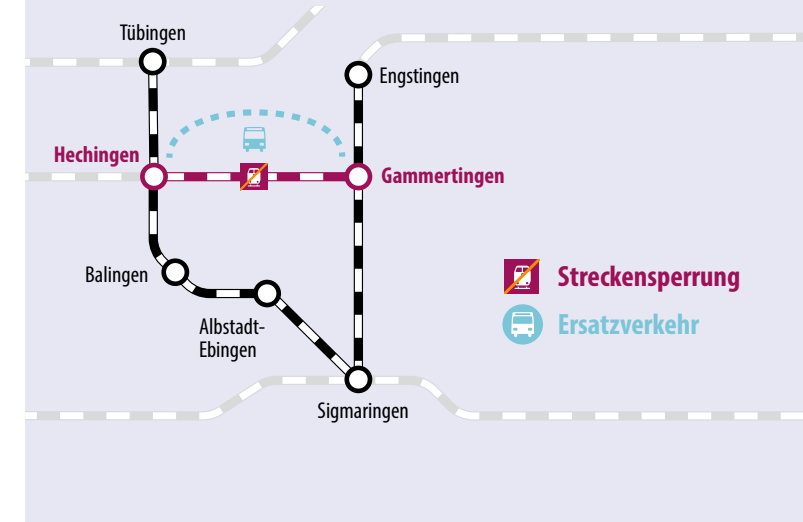 Tübingen
Engstingen
Hechingen
Gammertingen
Balingen
Streckensperrung
Albstadt-
Ebingen
Ersatzverkehr
Sigmaringen